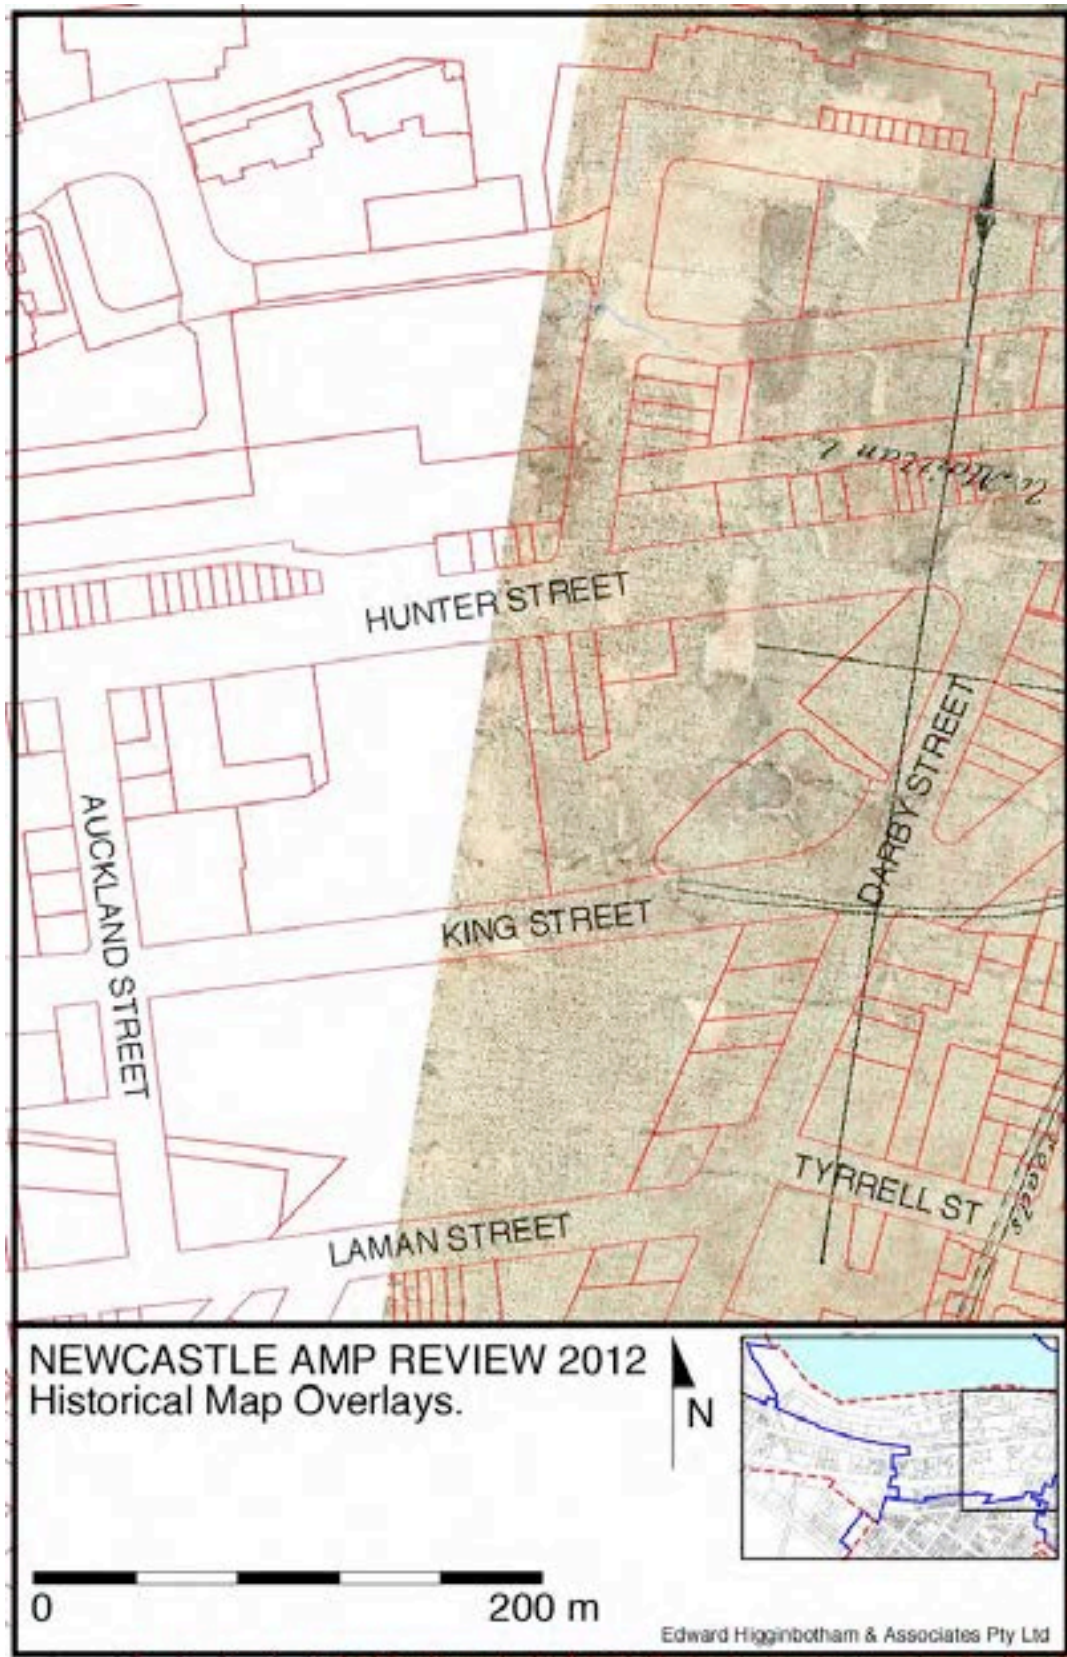 HUNTER STREET
DARBY STREET
AUCKLAND STREET
KING STREET
TYRRELL ST
LAMAN STREET
NEWCASTLE AMP REVIEW 2012
Historical Map Overlays.
N
0 200 m
Edward Higginbotham & Associates Pty Ltd